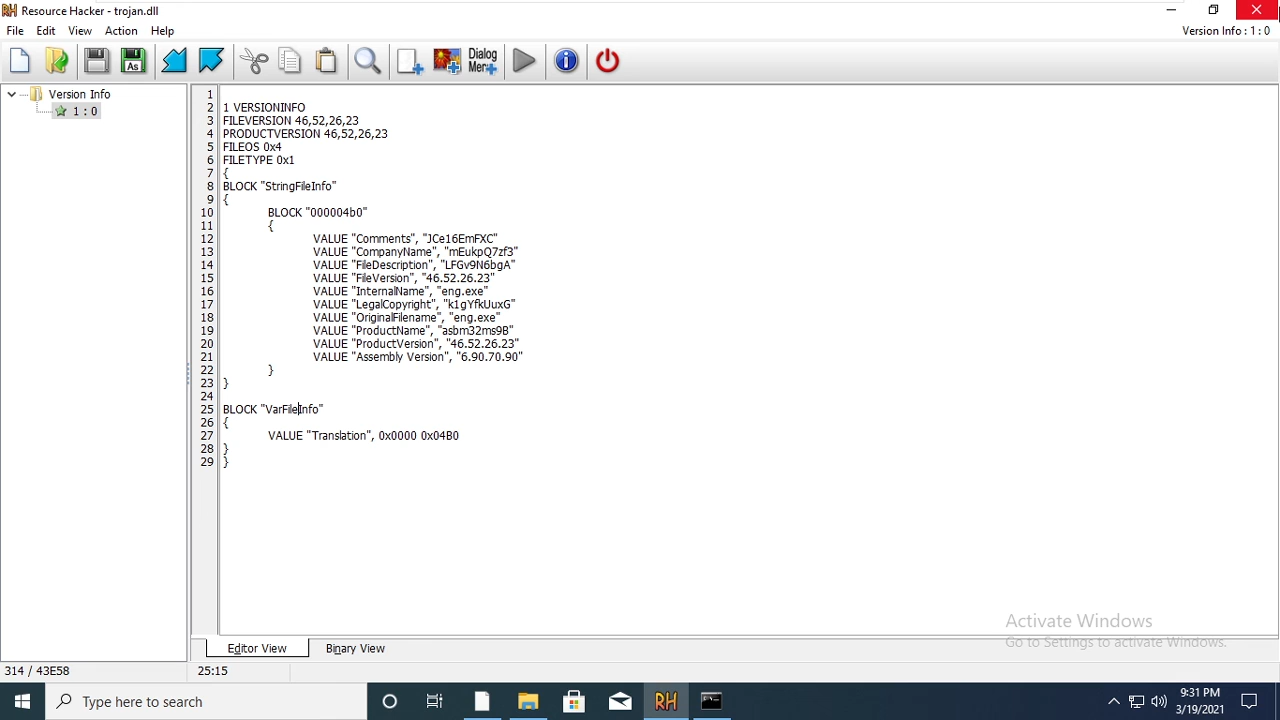 Resource Hacker - trojan.dll
File Edit View Action Help
Version Info : 1 : 0
As
Dialog
Menu
Version Info
1 : 0
1
2 1 VERSIONINFO
3 FILEVERSION 46,52,26,23
4 PRODUCTVERSION 46,52,26,23
5 FILEOS 0x4
6 FILETYPE 0x1
7 {
8 BLOCK "StringFileInfo"
9 {
10 BLOCK "000004b0"
11 {
12 VALUE "Comments", "JCe16EmFXC"
13 VALUE "CompanyName", "mEukpQ7zf3"
14 VALUE "FileDescription", "LFGv9N6bgA"
15 VALUE "FileVersion", "46.52.26.23"
16 VALUE "InternalName", "eng.exe"
17 VALUE "LegalCopyright", "k1gYfkUuxG"
18 VALUE "OriginalFilename", "eng.exe"
19 VALUE "ProductName", "asbm32ms9B"
20 VALUE "ProductVersion", "46.52.26.23"
21 VALUE "Assembly Version", "6.90.70.90"
22 }
23 }
24
25 BLOCK "VarFileInfo"
26 {
27 VALUE "Translation", 0x0000 0x04B0
28 }
29 }
Activate Windows
Go to Settings to activate Windows.
Editor View Binary View
314 / 43E58 25:15
Type here to search
RH
9:31 PM
3/19/2021